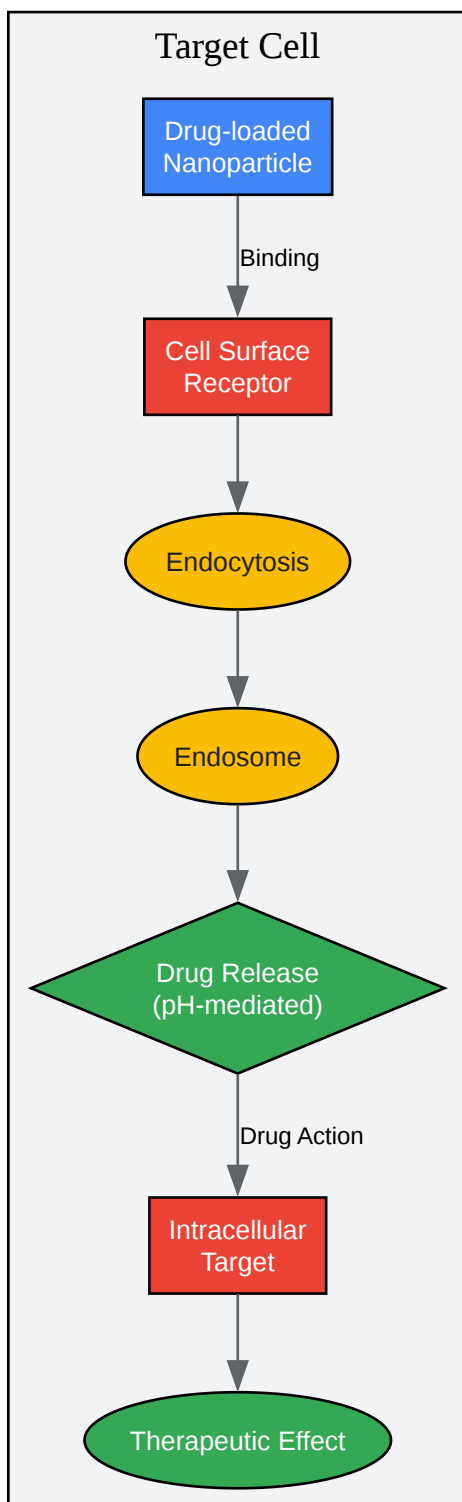 Target Cell
Drug-loaded
Nanoparticle
Binding
Cell Surface
Receptor
Endocytosis
Endosome
Drug Release
(pH-mediated)
Drug Action
Intracellular
Target
Therapeutic Effect